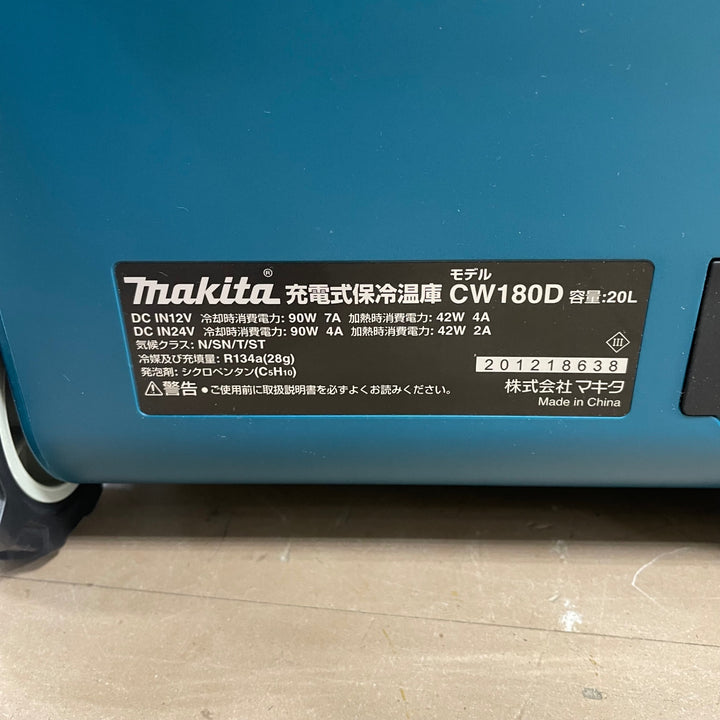 makita® 充電式保冷温庫 モデル CW180D 容量:20L
DC IN12V 冷却時消費電力: 90W 7A 加熱時消費電力: 42W 4A
DC IN24V 冷却時消費電力: 90W 4A 加熱時消費電力: 42W 2A
気候クラス: N/SN/T/ST
冷媒及び充填量: R134a(28g)
発泡剤: シクロペンタン(C5H10)
⚠警告 ●ご使用前に取扱説明書を必ずよくお読みください。
III
201218638
株式会社 マキタ
Made in China